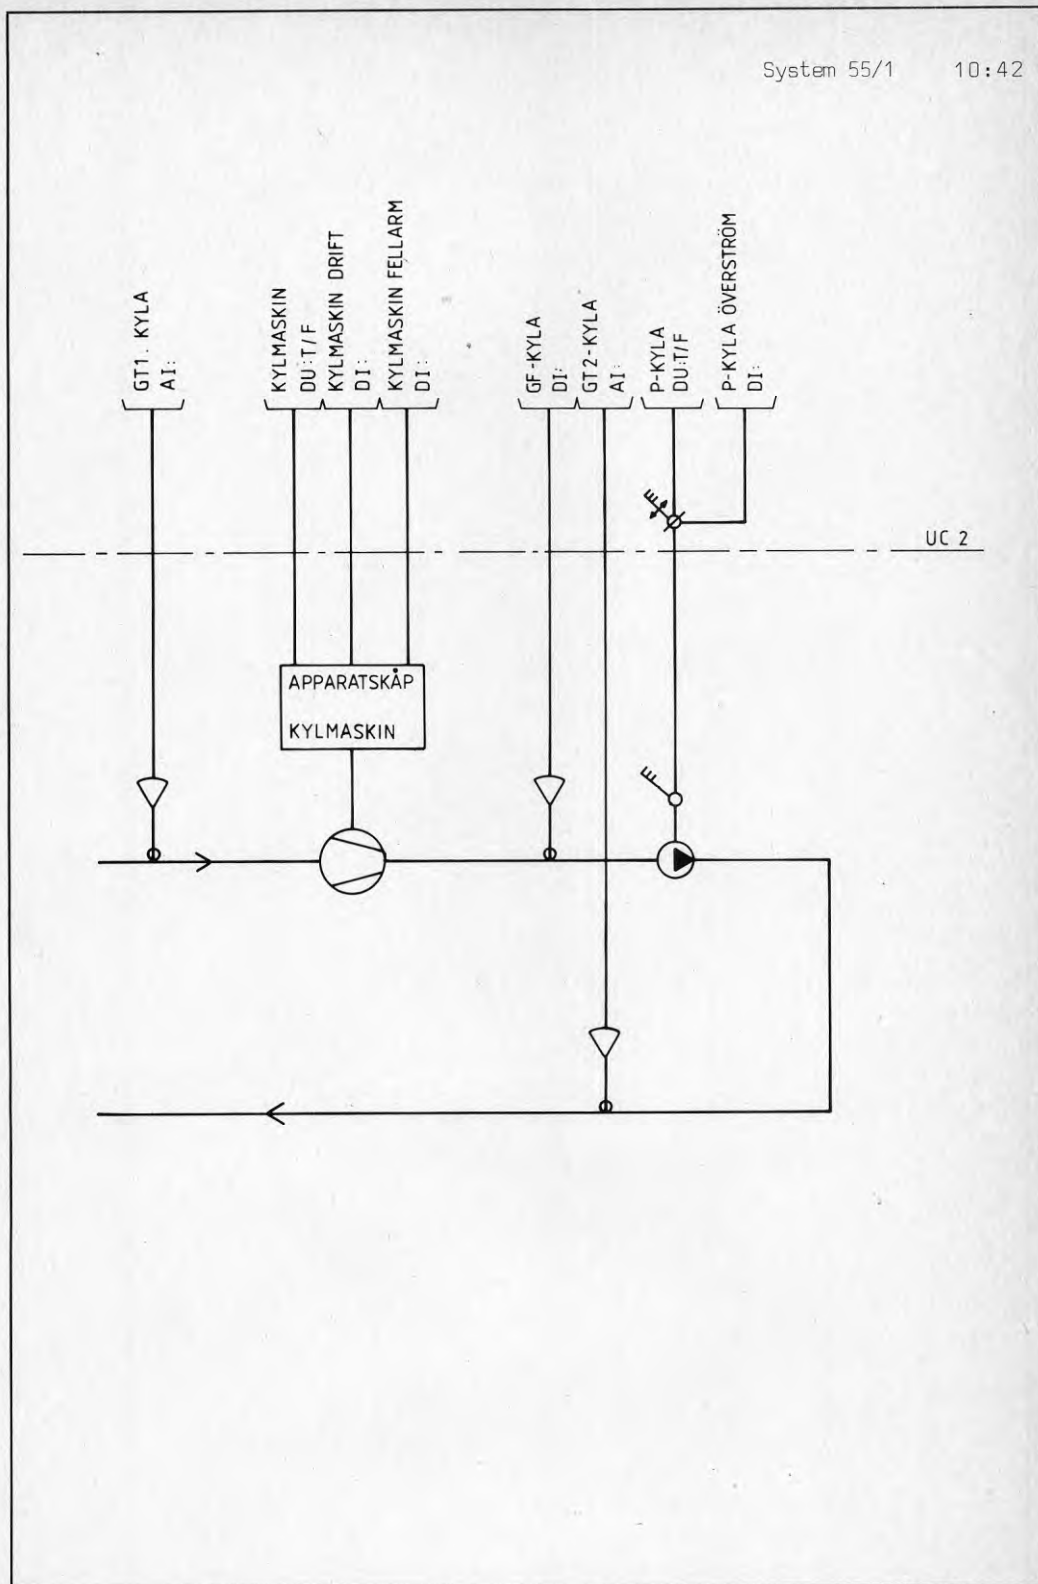 System 55/1 10:42
GT1. KYLA
AI:
KYLMASKIN
DU:T/F
KYLMASKIN DRIFT
DI:
KYLMASKIN FELLARM
DI:
GF-KYLA
DI:
GT2-KYLA
AI:
P-KYLA
DU:T/F
P-KYLA ÖVERSTRÖM
DI:
UC 2
APPARATSKÅP
KYLMASKIN